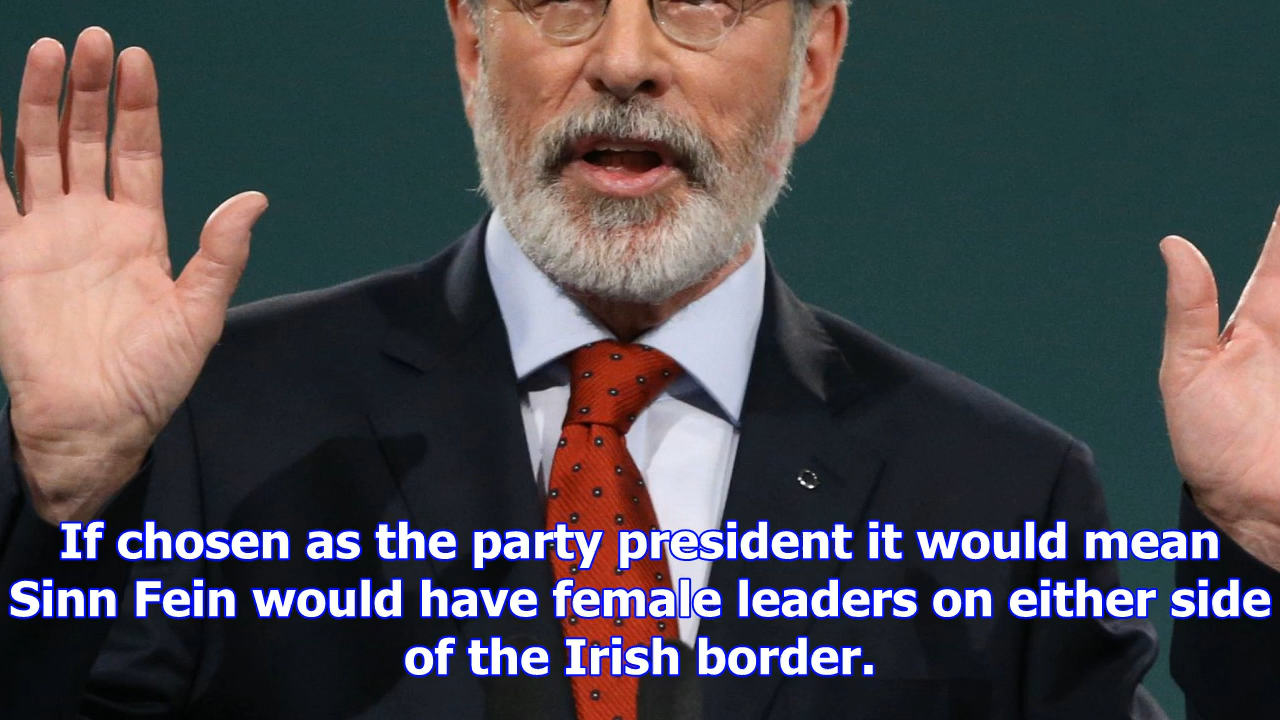 If chosen as the party president it would mean
Sinn Fein would have female leaders on either side
of the Irish border.